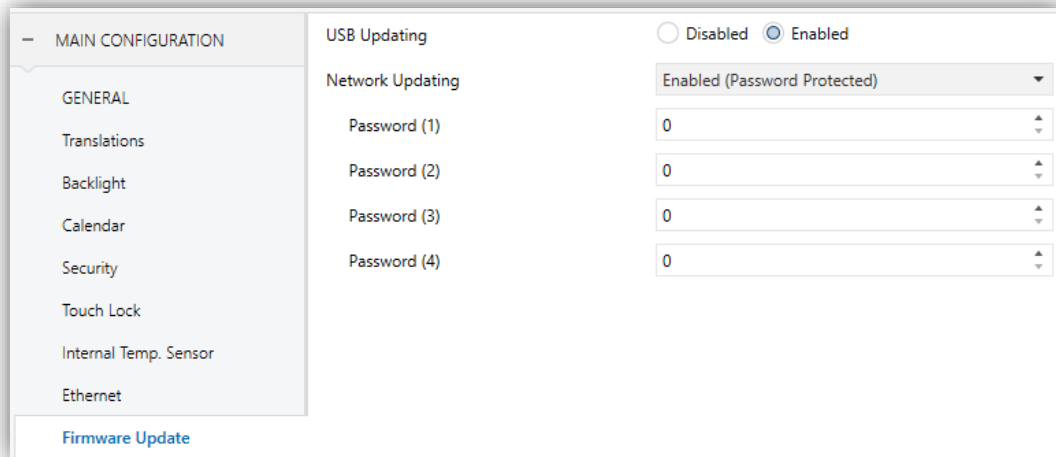 MAIN CONFIGURATION
GENERAL
Translations
Backlight
Calendar
Security
Touch Lock
Internal Temp. Sensor
Ethernet
Firmware Update
USB Updating Disabled Enabled
Network Updating Enabled (Password Protected)
Password (1) 0
Password (2) 0
Password (3) 0
Password (4) 0